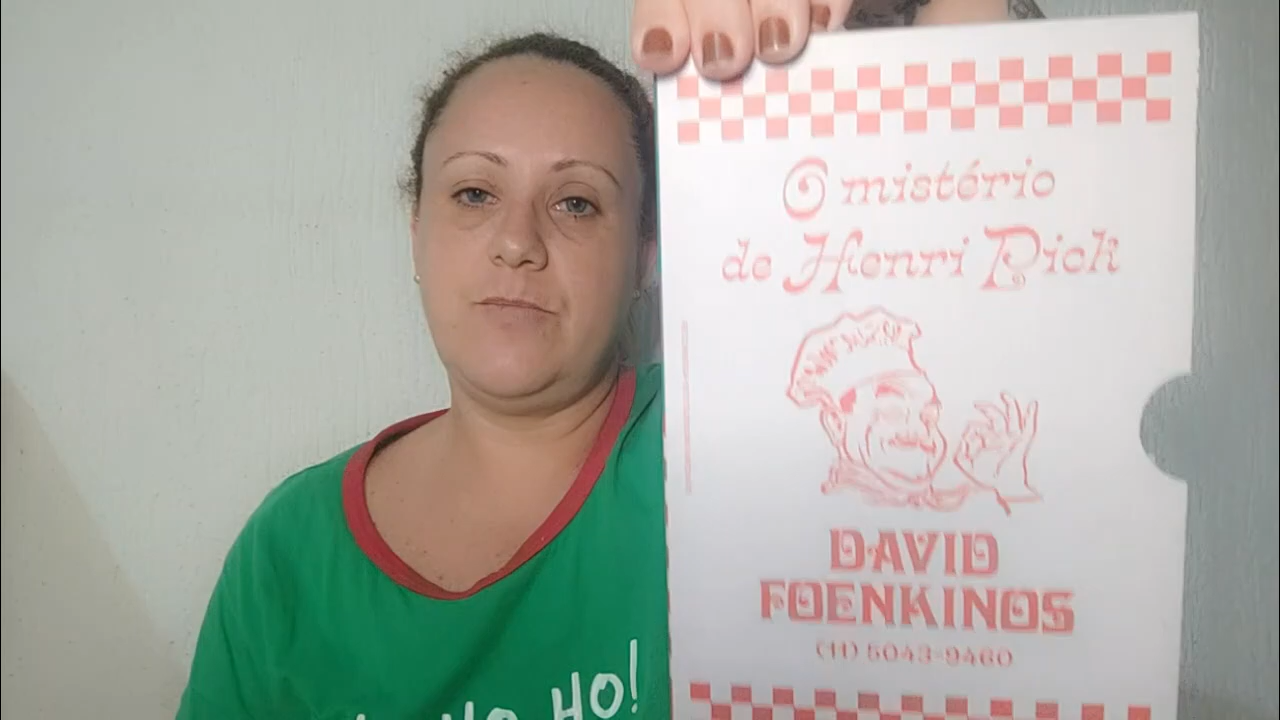 O mistério
de Henri Pick
DAVID
FOENKINOS
(11) 5043-9460
HO!